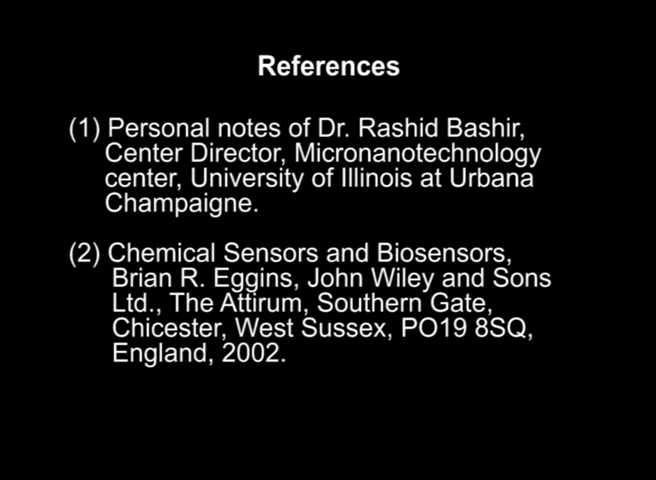 References
(1) Personal notes of Dr. Rashid Bashir,
Center Director, Micronanotechnology
center, University of Illinois at Urbana
Champaigne.
(2) Chemical Sensors and Biosensors,
Brian R. Eggins, John Wiley and Sons
Ltd., The Attirum, Southern Gate,
Chicester, West Sussex, PO19 8SQ,
England, 2002.